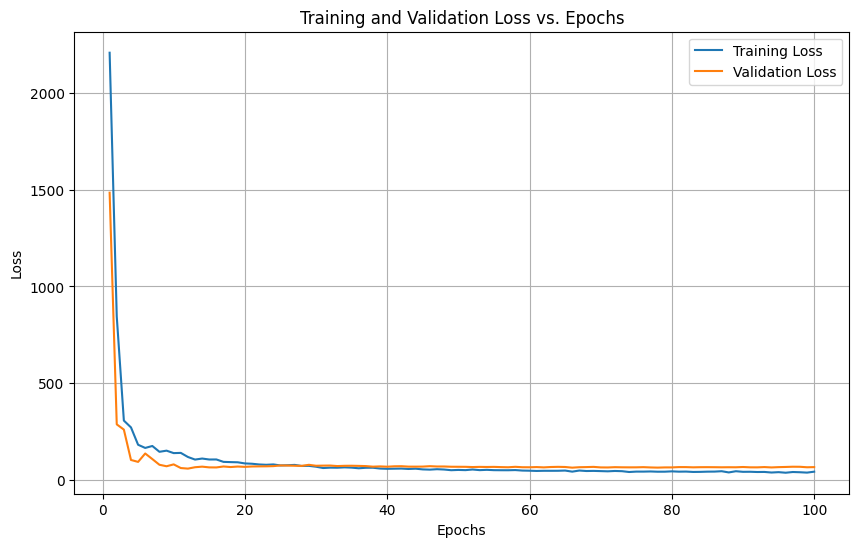 Training and Validation Loss vs. Epochs
Training Loss
Validation Loss
2000
1500
1000
500
0
Loss
0 20 40 60 80 100
Epochs